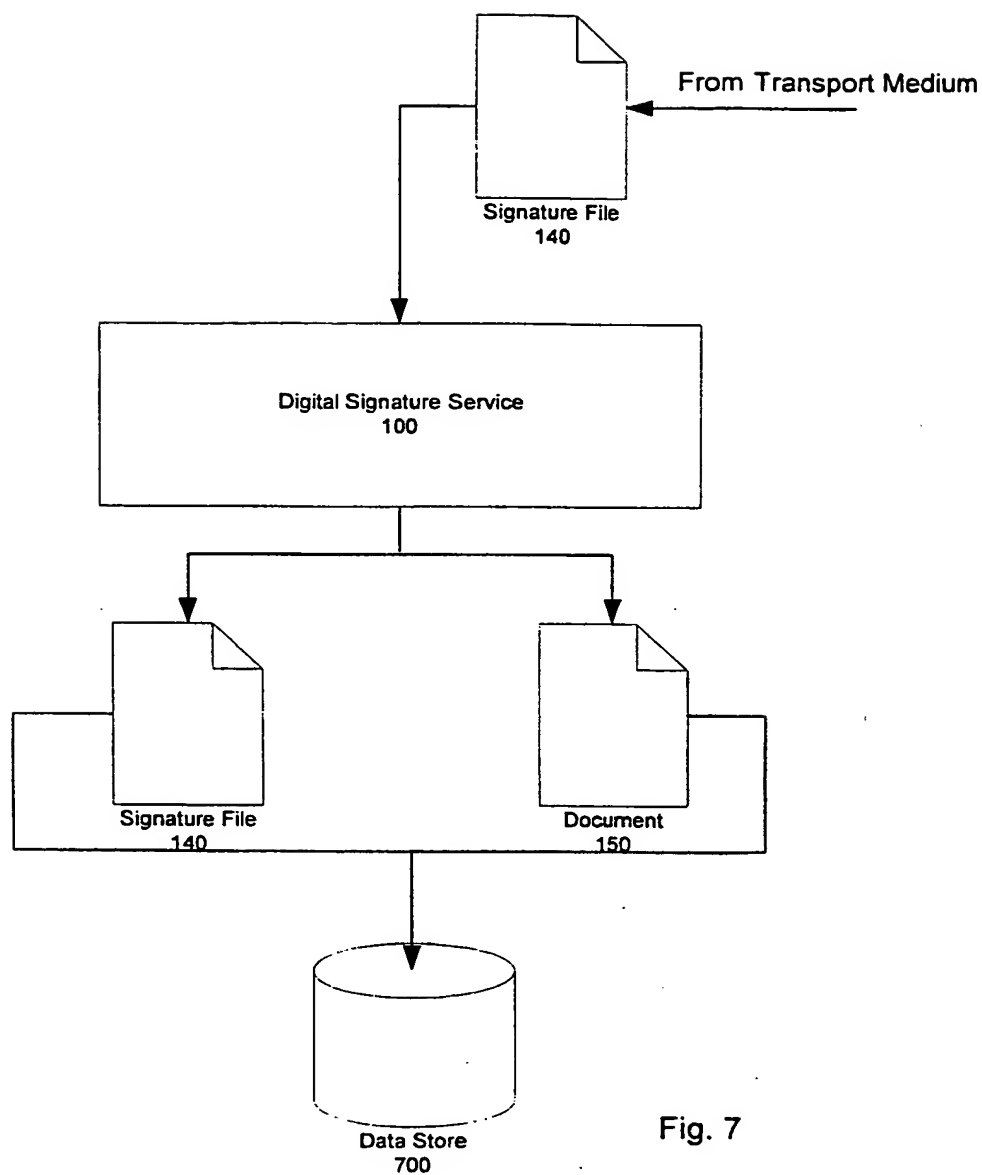 From Transport Medium
Signature File
140
Digital Signature Service
100
Signature File
140
Document
150
Data Store
700
Fig. 7